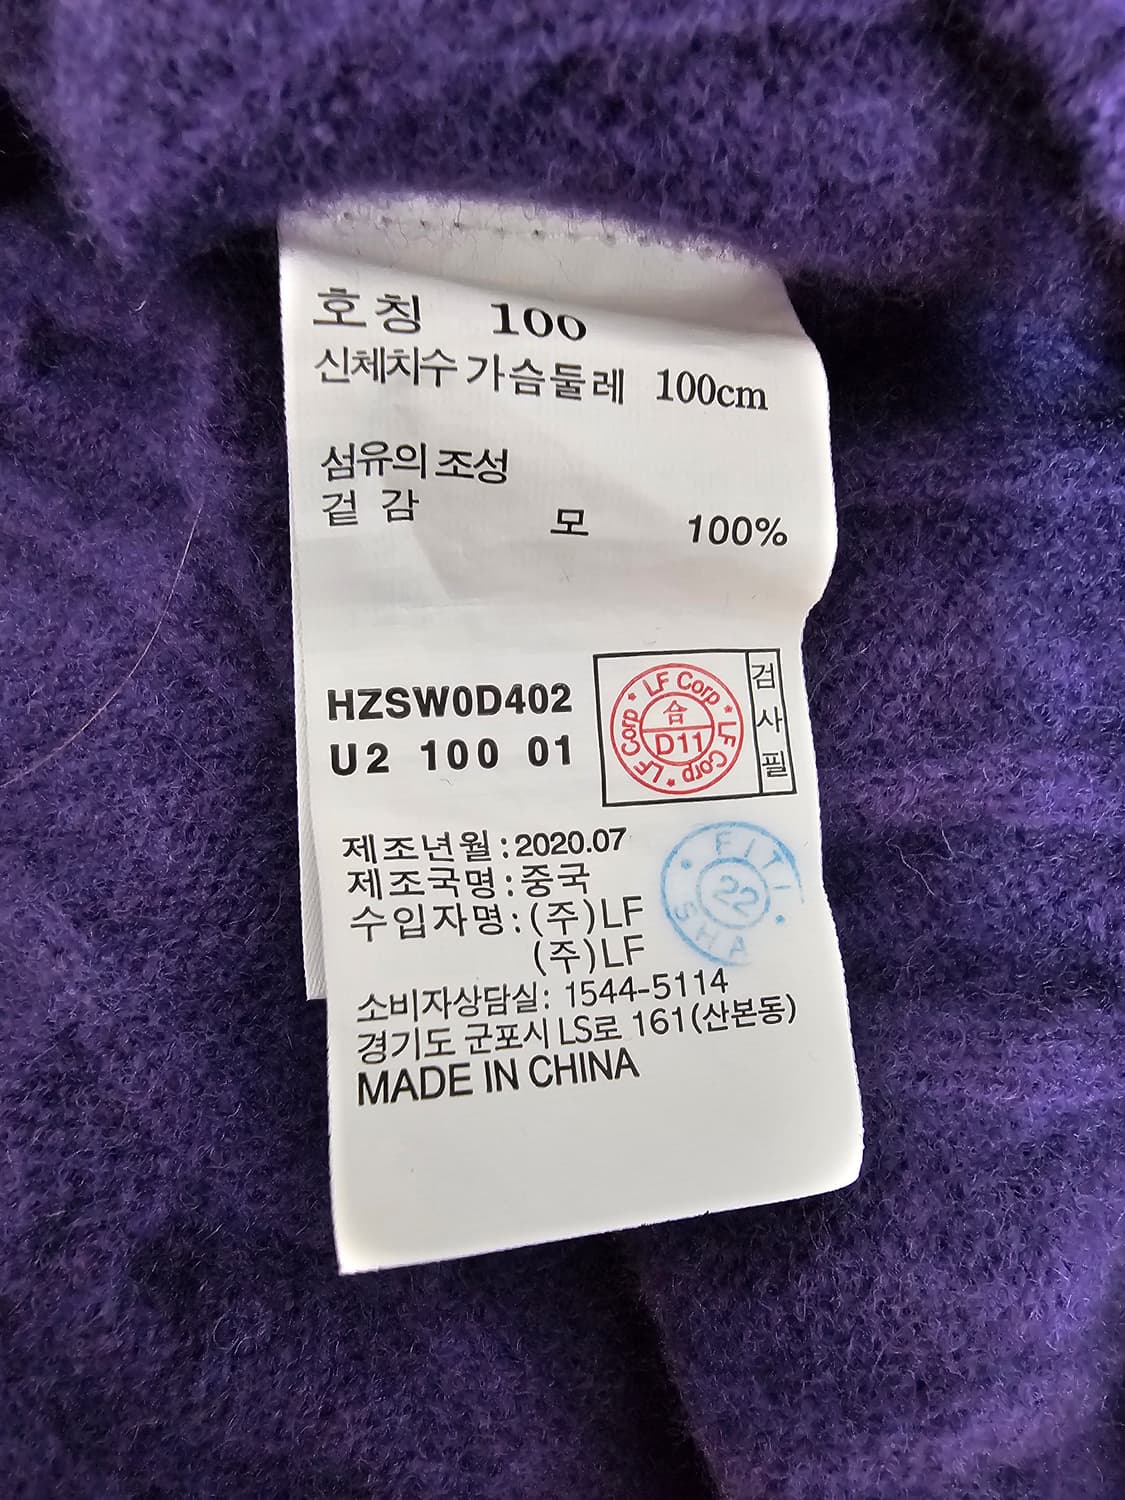 호칭 100
신체치수 가슴둘레 100cm
섬유의 조성
겉감 모 100%
HZSW0D402
U2 100 01
LF Corp * LF Corp * LF Corp *
合
D11
검사필
제조년월:2020.07
제조국명:중국
수입자명:(주)LF
(주)LF
FITI
22
SHA
소비자상담실: 1544-5114
경기도 군포시 LS로 161(산본동)
MADE IN CHINA